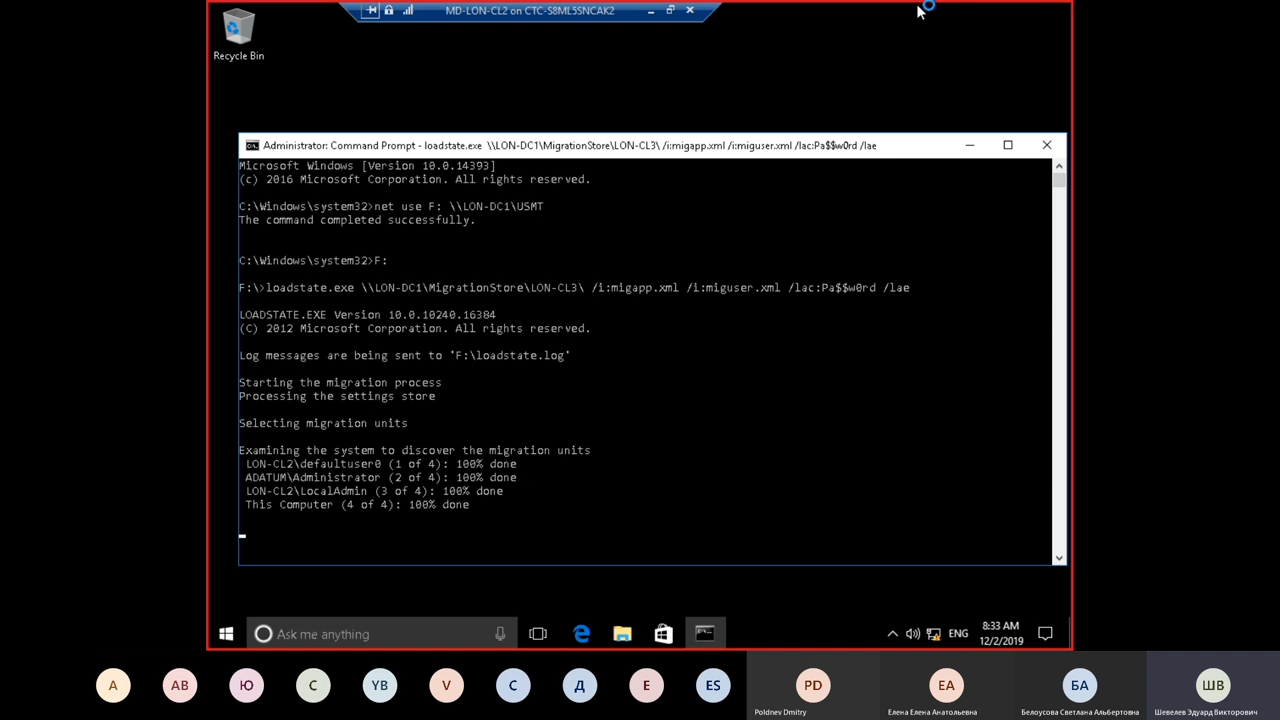 MD-LON-CL2 on CTC-S8ML5SNCAK2
Recycle Bin
Administrator: Command Prompt - loadstate.exe \\LON-DC1\MigrationStore\LON-CL3\ /i:migapp.xml /i:miguser.xml /lac:Pa$$w0rd /lae
Microsoft Windows [Version 10.0.14393]
(c) 2016 Microsoft Corporation. All rights reserved.
C:\Windows\system32>net use F: \\LON-DC1\USMT
The command completed successfully.
C:\Windows\system32>F:
F:\>loadstate.exe \\LON-DC1\MigrationStore\LON-CL3\ /i:migapp.xml /i:miguser.xml /lac:Pa$$w0rd /lae
LOADSTATE.EXE Version 10.0.10240.16384
(C) 2012 Microsoft Corporation. All rights reserved.
Log messages are being sent to 'F:\loadstate.log'
Starting the migration process
Processing the settings store
Selecting migration units
Examining the system to discover the migration units
LON-CL2\defaultuser0 (1 of 4): 100% done
ADATUM\Administrator (2 of 4): 100% done
LON-CL2\LocalAdmin (3 of 4): 100% done
This Computer (4 of 4): 100% done
Ask me anything
ENG
8:33 AM
12/2/2019
А АВ Ю С YB V С Д Е ES PD ЕА БА ШВ
Poldnev Dmitry
Елена Елена Анатольевна
Белоусова Светлана Альбертовна
Шевелев Эдуард Викторович